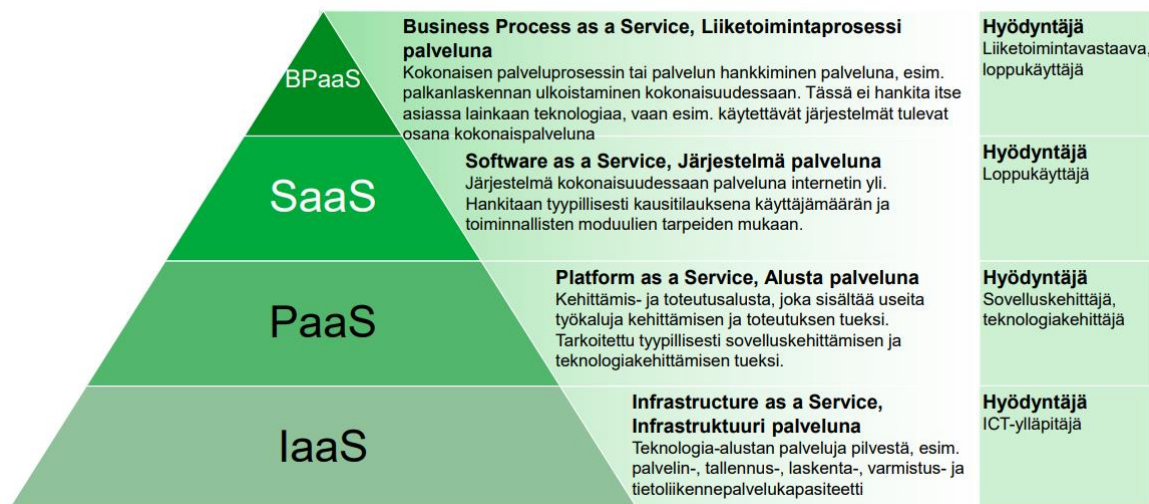 BPaaS
Business Process as a Service, Liiketoimintaprosessi
palveluna
Kokonaisen palveluprosessin tai palvelun hankkiminen palveluna, esim.
palkanlaskennan ulkoistaminen kokonaisuudessaan. Tässä ei hankita itse
asiassa lainkaan teknologiaa, vaan esim. käytettävät järjestelmät tulevat
osana kokonaispalveluna
Hyödyntäjä
Liiketoimintavastaava,
loppukäyttäjä
SaaS
Software as a Service, Järjestelmä palveluna
Järjestelmä kokonaisuudessaan palveluna internetin yli.
Hankitaan tyypillisesti kausitilauksena käyttäjämäärän ja
toiminnallisten moduulien tarpeiden mukaan.
Hyödyntäjä
Loppukäyttäjä
PaaS
Platform as a Service, Alusta palveluna
Kehittämis- ja toteutusalusta, joka sisältää useita
työkaluja kehittämisen ja toteutuksen tueksi.
Tarkoitettu tyypillisesti sovelluskehittämisen ja
teknologiakehittämisen tueksi.
Hyödyntäjä
Sovelluskehittäjä,
teknologiakehittäjä
IaaS
Infrastructure as a Service,
Infrastruktuuri palveluna
Teknologia-alustan palveluja pilvestä, esim.
palvelin-, tallennus-, laskenta-, varmistus- ja
tietoliikennepalvelukapasiteetti
Hyödyntäjä
ICT-ylläpitäjä